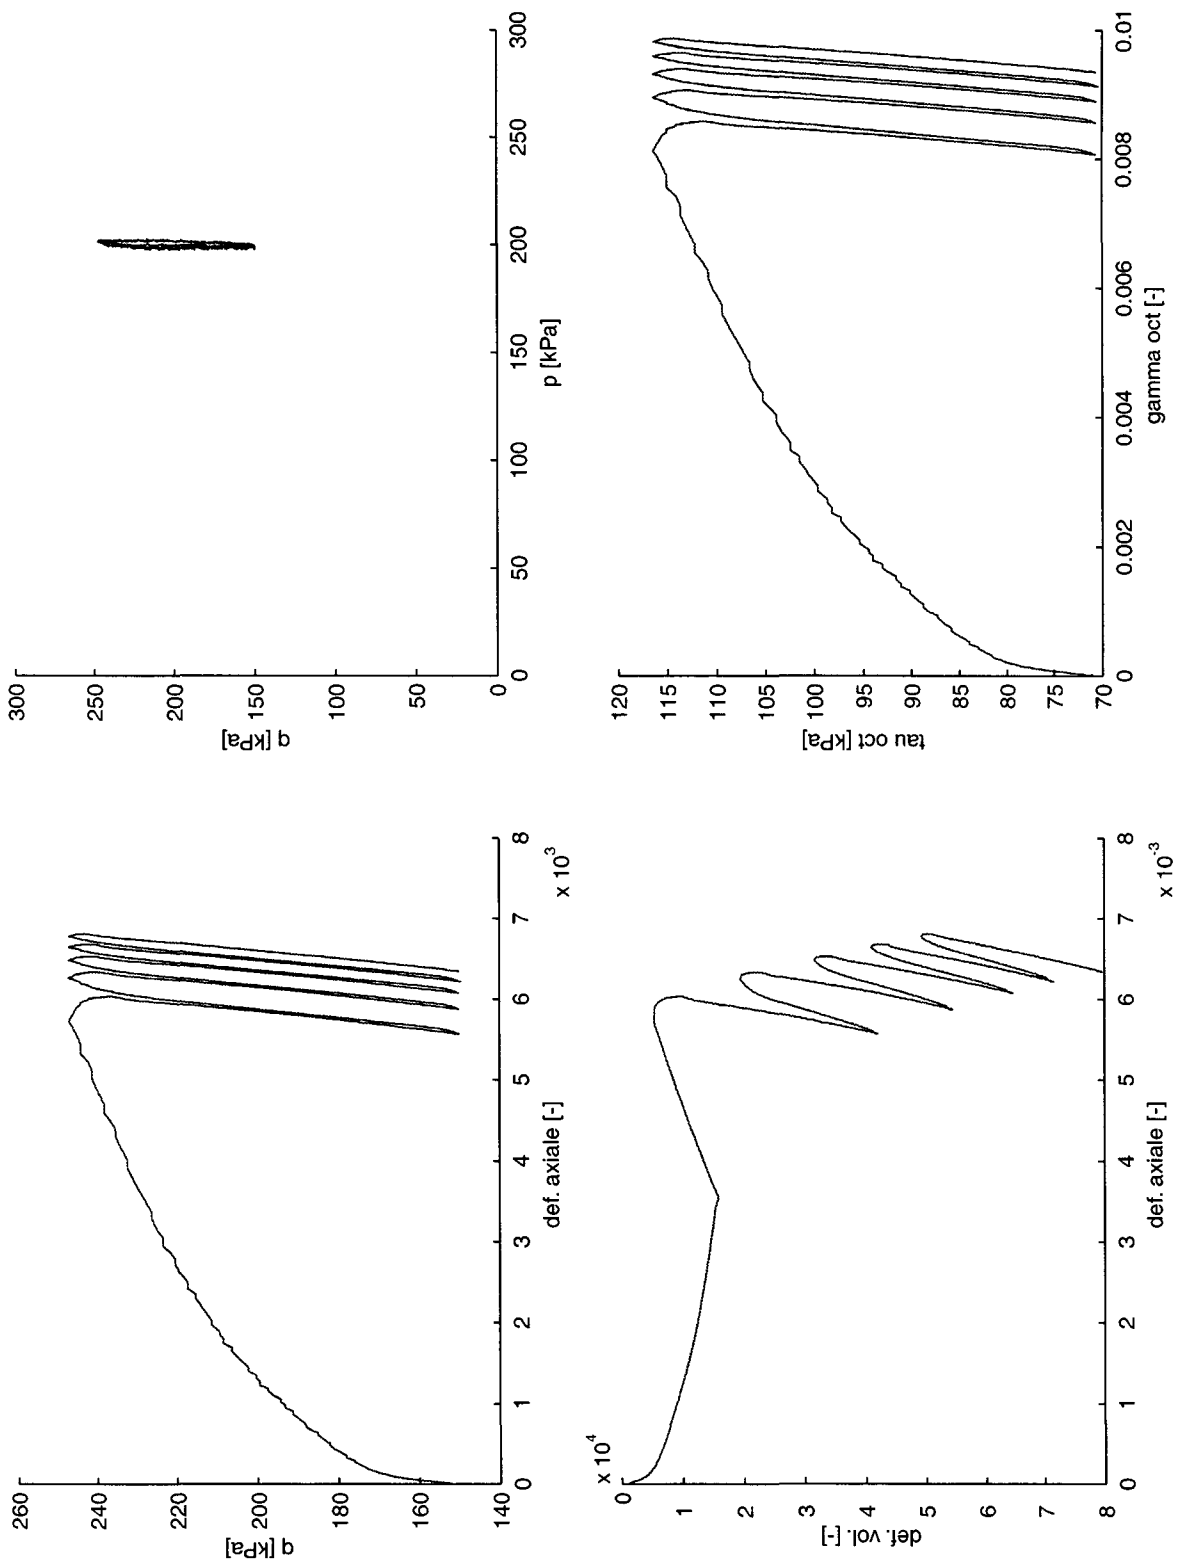 260
240
220
200
180
160
140
q [kPa]
0 1 2 3 4 5 6 7 8
def. axiale [-]
x 10³
300
250
200
150
100
50
0
q [kPa]
0 50 100 150 200 250 300
p [kPa]
x 10⁴
0
1
2
3
4
5
6
7
8
def. vol. [-]
0 1 2 3 4 5 6 7 8
def. axiale [-]
x 10⁻³
120
115
110
105
100
95
90
85
80
75
70
tau oct [kPa]
0 0.002 0.004 0.006 0.008 0.01
gamma oct [-]